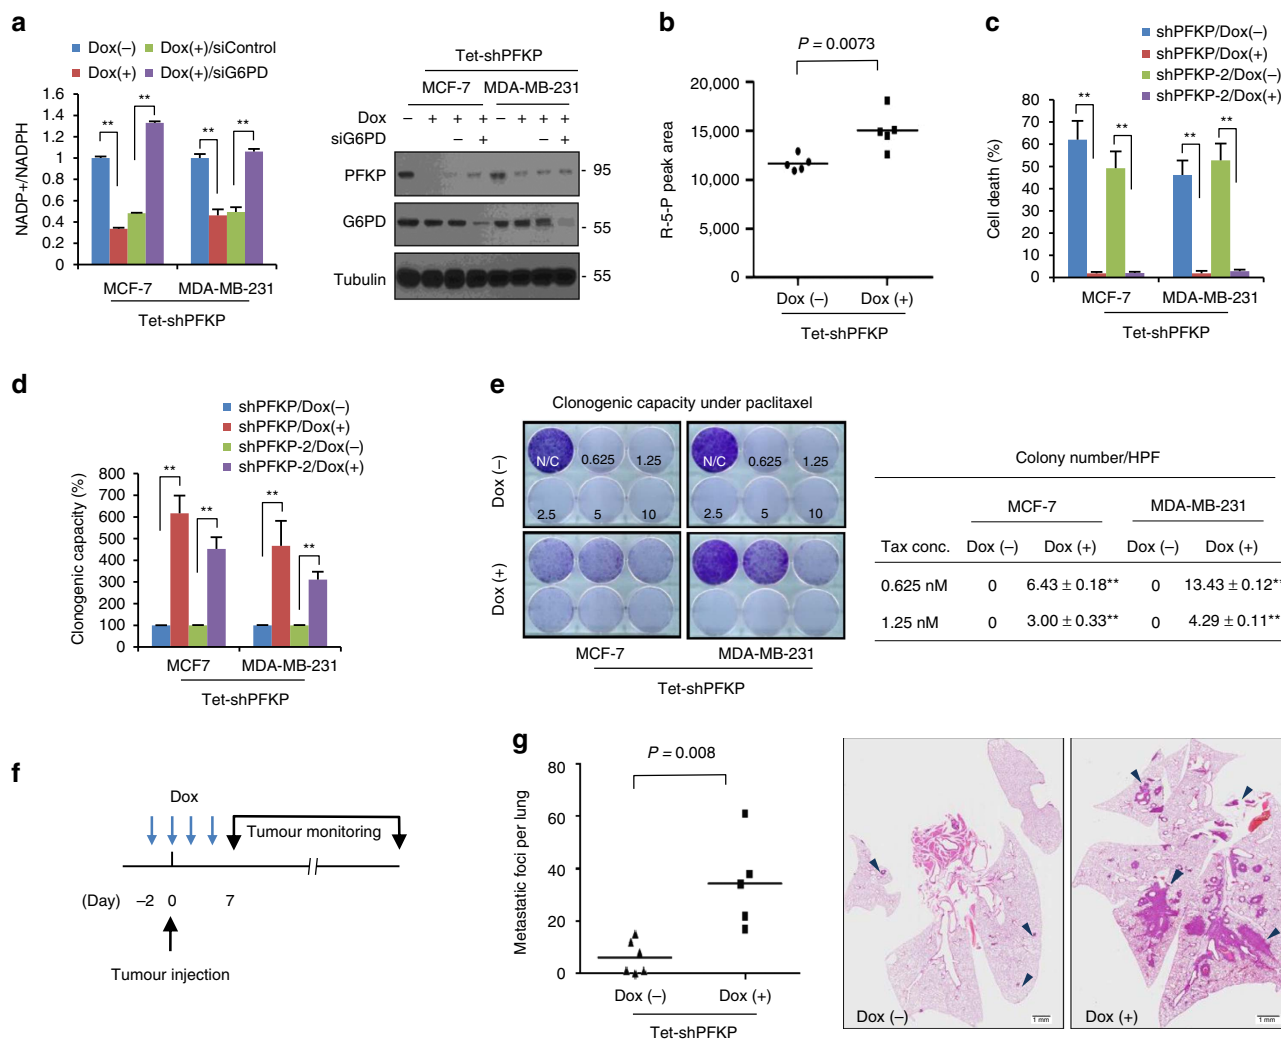 a
Dox(–) Dox(+)/siControl
Dox(+) Dox(+)/siG6PD
NADP+/NADPH
1.6
1.4
1.2
1
0.8
0.6
0.4
0.2
0
** ** ** **
MCF-7 MDA-MB-231
Tet-shPFKP
Tet-shPFKP
MCF-7 MDA-MB-231
Dox – + + + – + + +
siG6PD – + – +
PFKP - 95
G6PD - 55
Tubulin - 55
b
P = 0.0073
R-5-P peak area
20,000
15,000
10,000
5,000
0
Dox (–) Dox (+)
Tet-shPFKP
c
shPFKP/Dox(–)
shPFKP/Dox(+)
shPFKP-2/Dox(–)
shPFKP-2/Dox(+)
Cell death (%)
80
70
60
50
40
30
20
10
0
** ** ** **
MCF-7 MDA-MB-231
Tet-shPFKP
d
shPFKP/Dox(–)
shPFKP/Dox(+)
shPFKP-2/Dox(–)
shPFKP-2/Dox(+)
Clonogenic capacity (%)
800
700
600
500
400
300
200
100
0
** ** ** **
MCF7 MDA-MB-231
Tet-shPFKP
e
Clonogenic capacity under paclitaxel
Dox (–)
N/C 0.625 1.25 N/C 0.625 1.25
2.5 5 10 2.5 5 10
Dox (+)
MCF-7 MDA-MB-231
Tet-shPFKP
Colony number/HPF
MCF-7 MDA-MB-231
Tax conc. Dox (–) Dox (+) Dox (–) Dox (+)
0.625 nM 0 6.43 ± 0.18** 0 13.43 ± 0.12**
1.25 nM 0 3.00 ± 0.33** 0 4.29 ± 0.11**
f
Dox
Tumour monitoring
(Day) –2 0 7
Tumour injection
g
P = 0.008
Metastatic foci per lung
80
60
40
20
0
Dox (–) Dox (+)
Tet-shPFKP
Dox (–) 1 mm
Dox (+) 1 mm